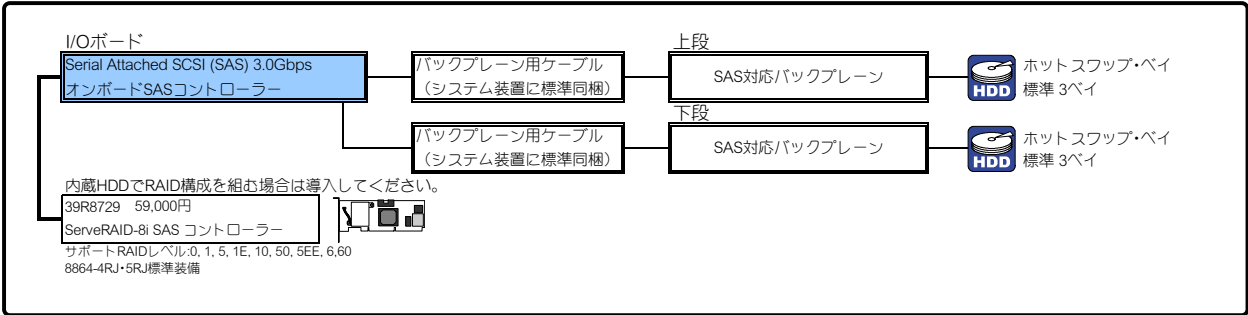 I/Oボード
Serial Attached SCSI (SAS) 3.0Gbps
オンボードSASコントローラー
バックプレーン用ケーブル
（システム装置に標準同梱）
上段
SAS対応バックプレーン
HDD
ホットスワップ・ベイ
標準 3ベイ
バックプレーン用ケーブル
（システム装置に標準同梱）
下段
SAS対応バックプレーン
HDD
ホットスワップ・ベイ
標準 3ベイ
内蔵HDDでRAID構成を組む場合は導入してください。
39R8729 59,000円
ServeRAID-8i SAS コントローラー
サポートRAIDレベル:0, 1, 5, 1E, 10, 50, 5EE, 6,60
8864-4RJ・5RJ標準装備